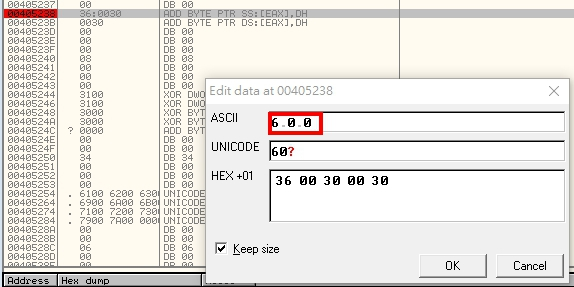 00405237 00 DB 00
00405238 36:0030 ADD BYTE PTR SS:[EAX],DH
0040523B 0030 ADD BYTE PTR SS:[EAX],DH
0040523D 00 DB 00
0040523E 00 DB 00
0040523F 00 DB 00
00405240 08 DB 08
00405241 00 DB 00
00405242 00 DB 00
00405243 00 DB 00
00405244 3100 XOR DWO
00405246 3100 XOR DWO
00405248 3000 XOR BYT
0040524A 3000 XOR BYT
0040524C ? 0000 ADD BYT
0040524E 00 DB 00
0040524F 00 DB 00
00405250 34 DB 34
00405251 00 DB 00
00405252 00 DB 00
00405253 00 DB 00
00405254 . 6100 6200 6300 UNICODE
00405264 . 6900 6A00 6B0 UNICODE
00405274 . 7100 7200 730 UNICODE
00405284 . 7900 7A00 000 UNICODE
0040528A 00 DB 00
0040528B 00 DB 00
0040528C 06 DB 06
0040528D 00 DB 00
0040528E 00 DB 00
Address Hex dump
Edit data at 00405238
ASCII 6.0.0
UNICODE 60?
HEX +01 36 00 30 00 30
Keep size
OK Cancel